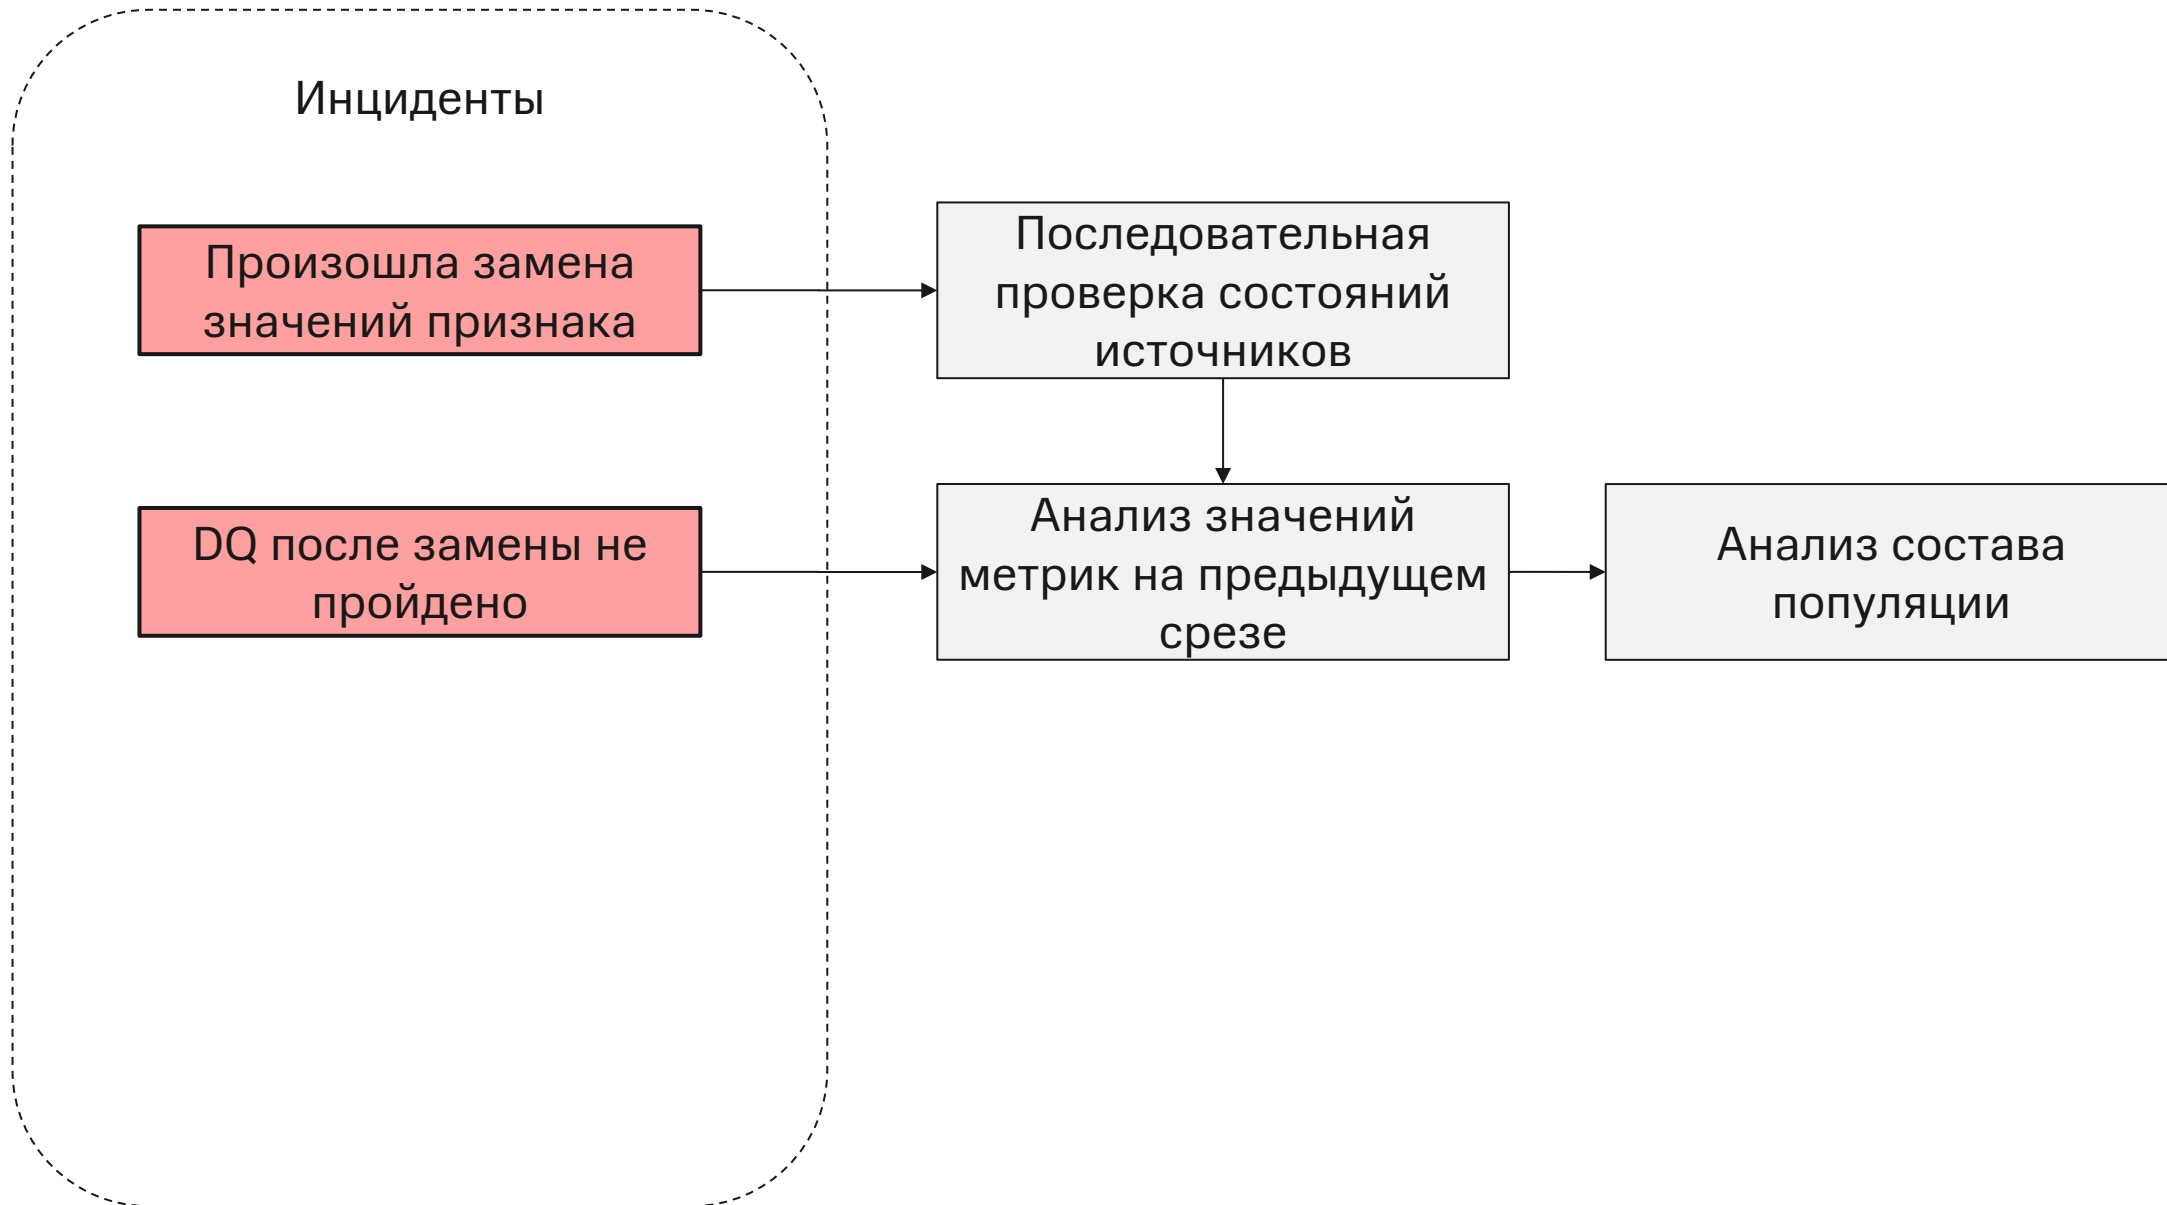 Инциденты
Произошла замена
значений признака
Последовательная
проверка состояний
источников
DQ после замены не
пройдено
Анализ значений
метрик на предыдущем
срезе
Анализ состава
популяции